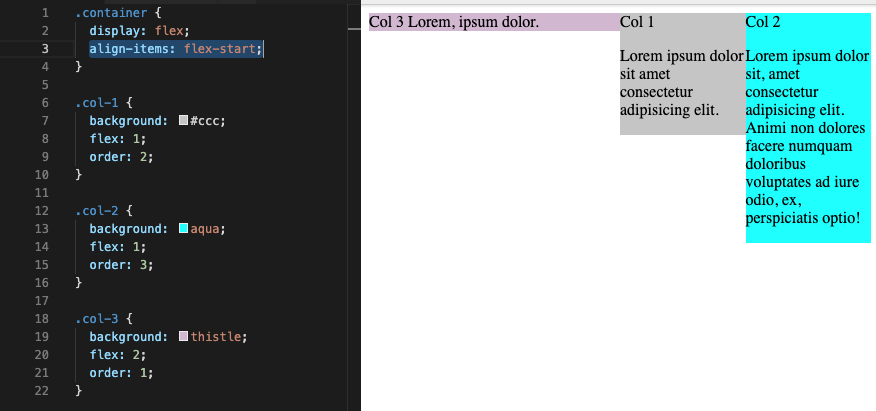 1 .container {
2 display: flex;
3 align-items: flex-start;
4 }
5
6 .col-1 {
7 background: #ccc;
8 flex: 1;
9 order: 2;
10 }
11
12 .col-2 {
13 background: aqua;
14 flex: 1;
15 order: 3;
16 }
17
18 .col-3 {
19 background: thistle;
20 flex: 2;
21 order: 1;
22 }
Col 3 Lorem, ipsum dolor.
Col 1
Lorem ipsum dolor
sit amet
consectetur
adipisicing elit.
Col 2
Lorem ipsum dolor
sit, amet
consectetur
adipisicing elit.
Animi non dolores
facere numquam
doloribus
voluptates ad iure
odio, ex,
perspiciatis optio!